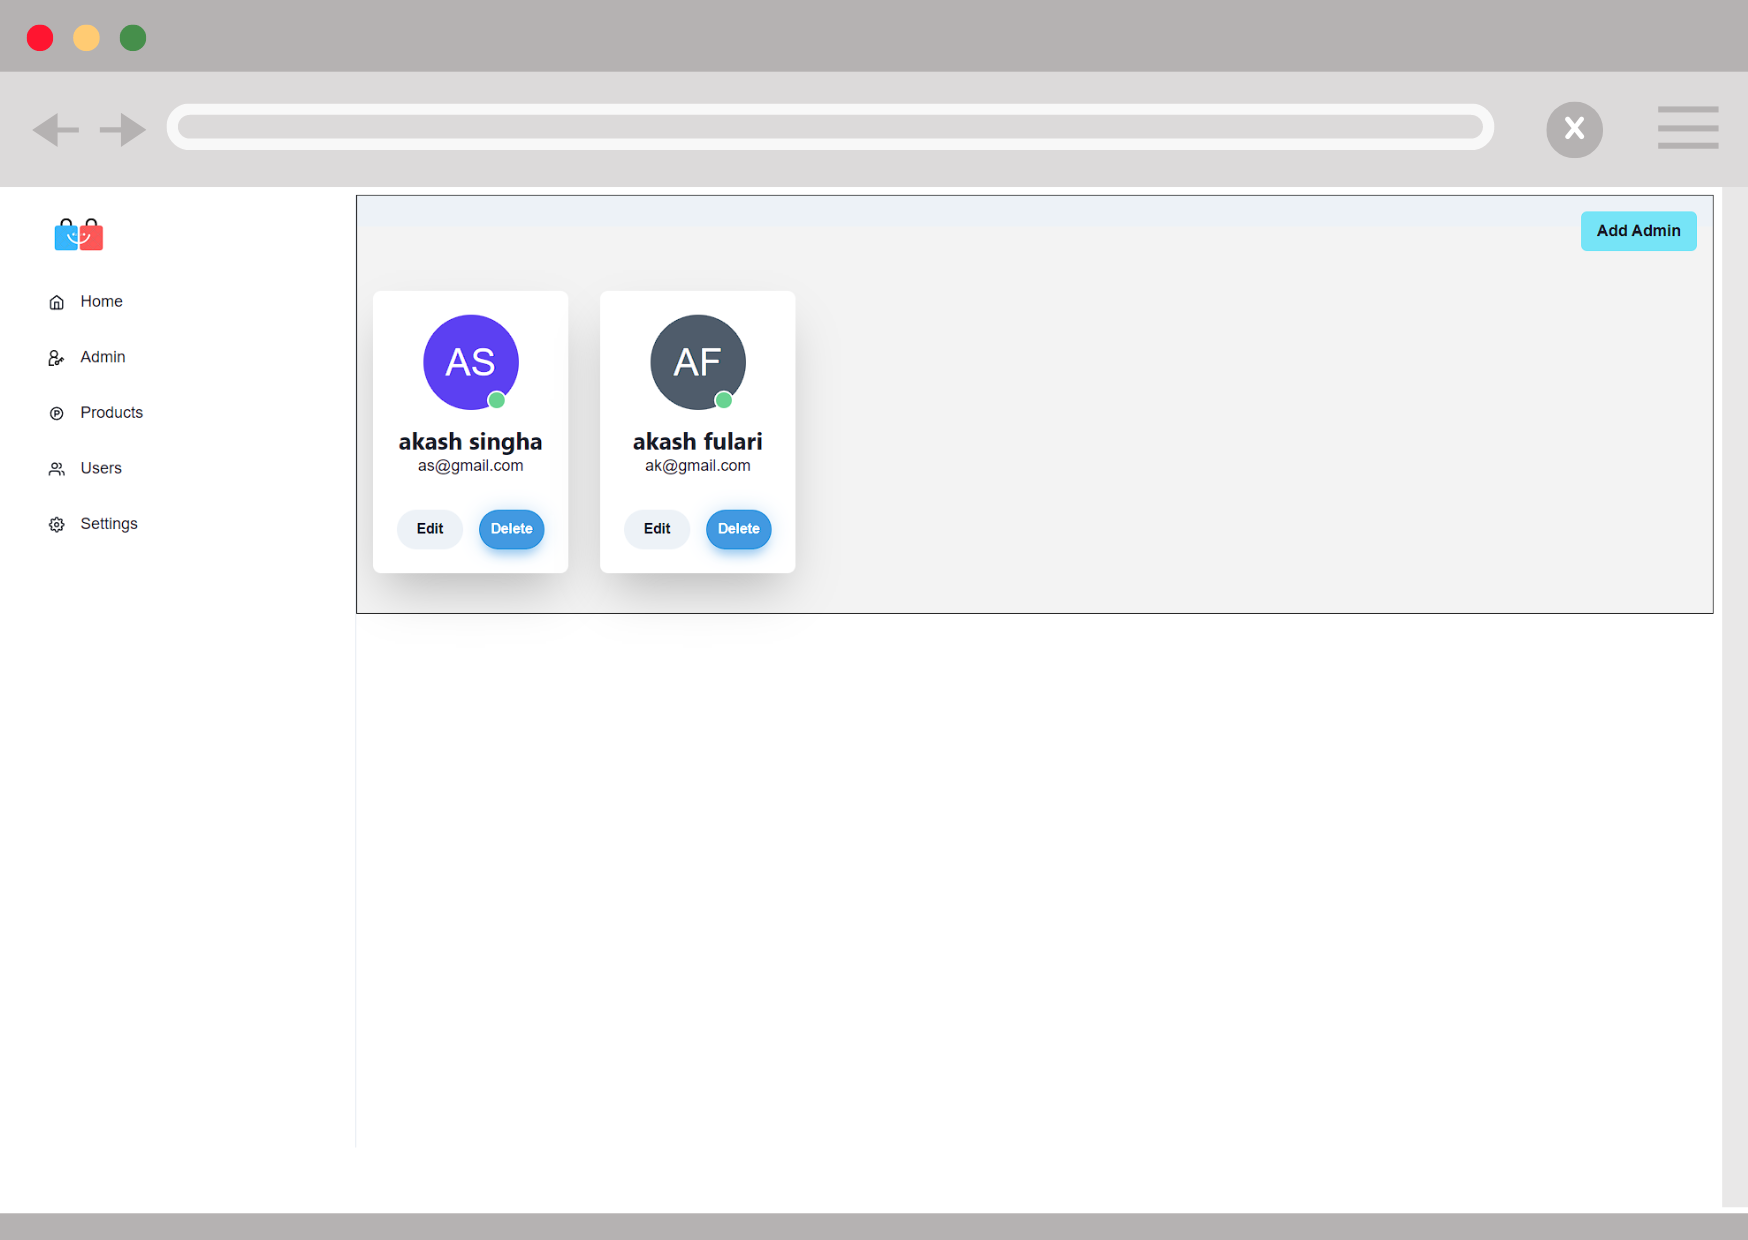 X
Add Admin
Home
Admin
Products
Users
Settings
AS
akash singha
as@gmail.com
Edit Delete
AF
akash fulari
ak@gmail.com
Edit Delete